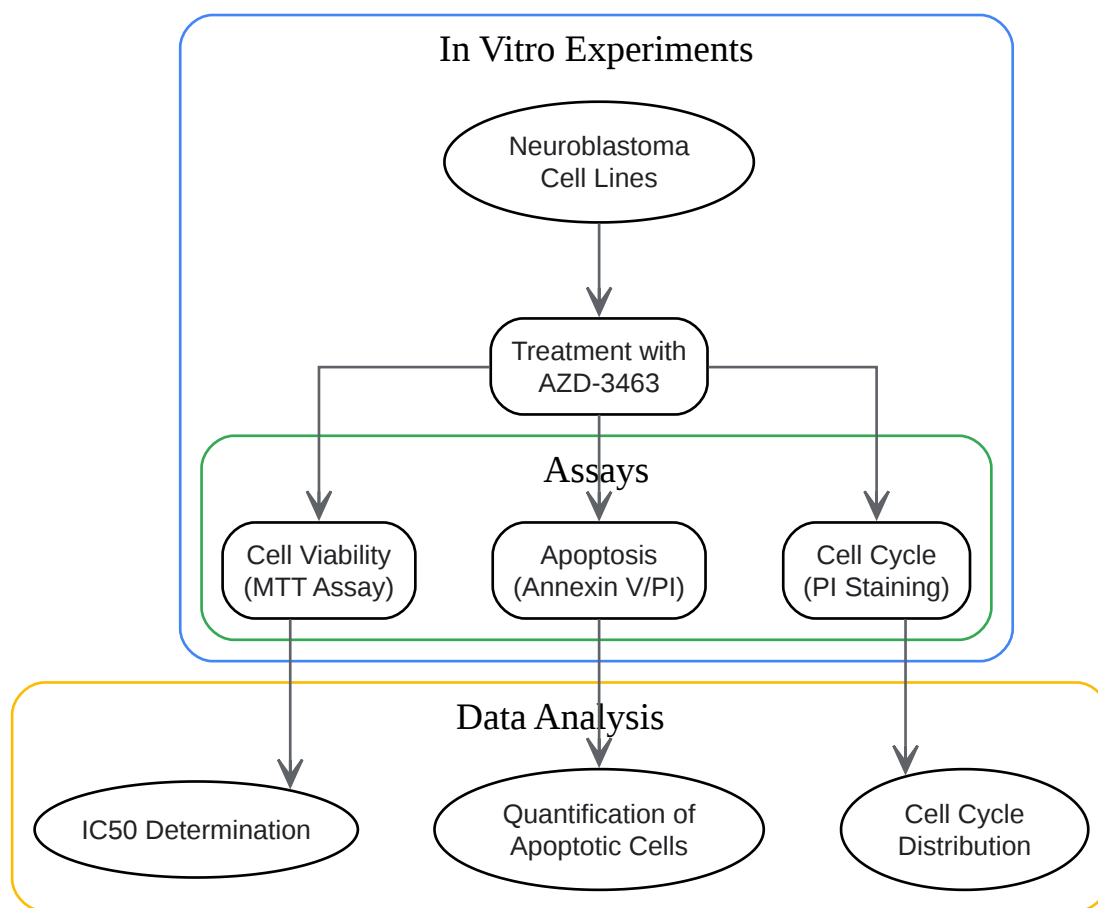 In Vitro Experiments
Neuroblastoma
Cell Lines
Treatment with
AZD-3463
Assays
Cell Viability
(MTT Assay)
Apoptosis
(Annexin V/PI)
Cell Cycle
(PI Staining)
Data Analysis
IC50 Determination
Quantification of
Apoptotic Cells
Cell Cycle
Distribution